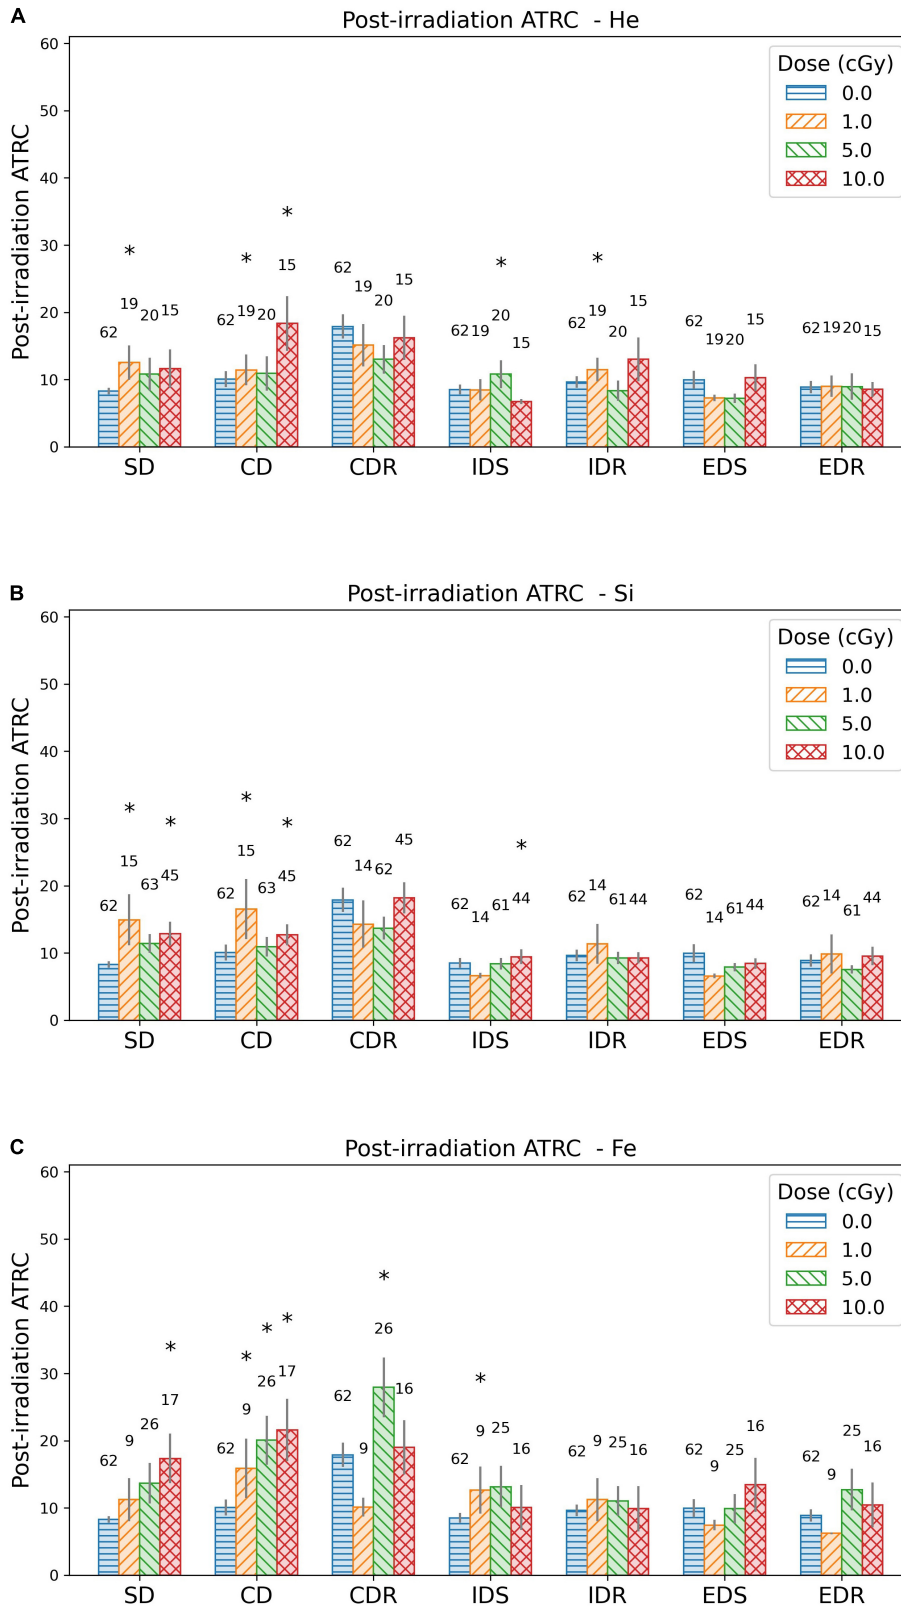 A
Post-irradiation ATRC - He
Post-irradiation ATRC
60
50
40
30
20
10
0
Dose (cGy)
0.0
1.0
5.0
10.0
* * * * *
62 19 20 15 62 19 20 15 62 19 20 15 62 19 20 15 62 19 20 15 62 19 20 15 62 19 20 15
SD CD CDR IDS IDR EDS EDR
B
Post-irradiation ATRC - Si
Post-irradiation ATRC
60
50
40
30
20
10
0
Dose (cGy)
0.0
1.0
5.0
10.0
* * * * *
62 15 63 45 62 15 63 45 62 14 62 45 62 14 61 44 62 14 61 44 62 14 61 44 62 14 61 44
SD CD CDR IDS IDR EDS EDR
C
Post-irradiation ATRC - Fe
Post-irradiation ATRC
60
50
40
30
20
10
0
Dose (cGy)
0.0
1.0
5.0
10.0
* * * * * *
62 9 26 17 62 9 26 17 62 9 26 16 62 9 25 16 62 9 25 16 62 9 25 16 62 9 25 16
SD CD CDR IDS IDR EDS EDR